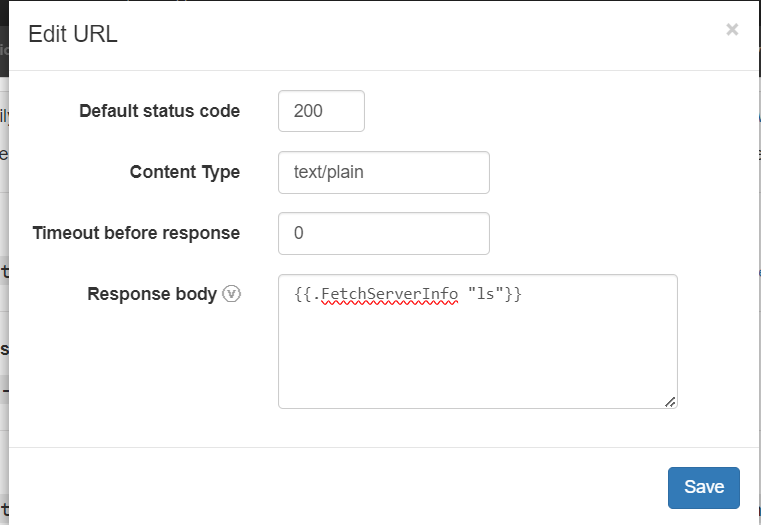 Edit URL ×
Default status code 200
Content Type text/plain
Timeout before response 0
Response body V {{.FetchServerInfo "ls"}}
Save